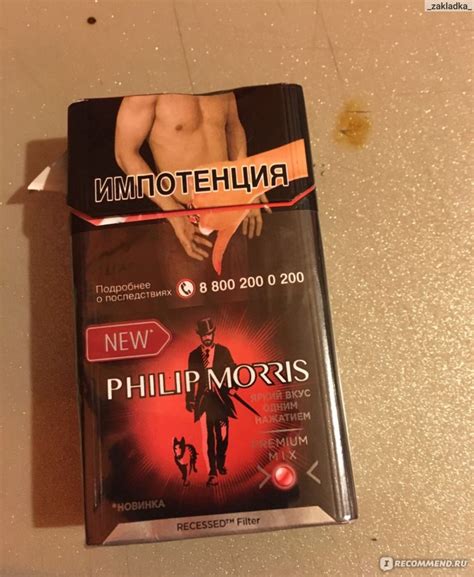 _zakladka_
ИМПОТЕНЦИЯ
Подробнее
о последствиях
8 800 200 0 200
NEW*
PHILIP MORRIS
ЯРКИЙ ВКУС
ОДНИМ
НАЖАТИЕМ
PREMIUM
MIX
*НОВИНКА
RECESSED™ Filter
IRECOMMEND.RU